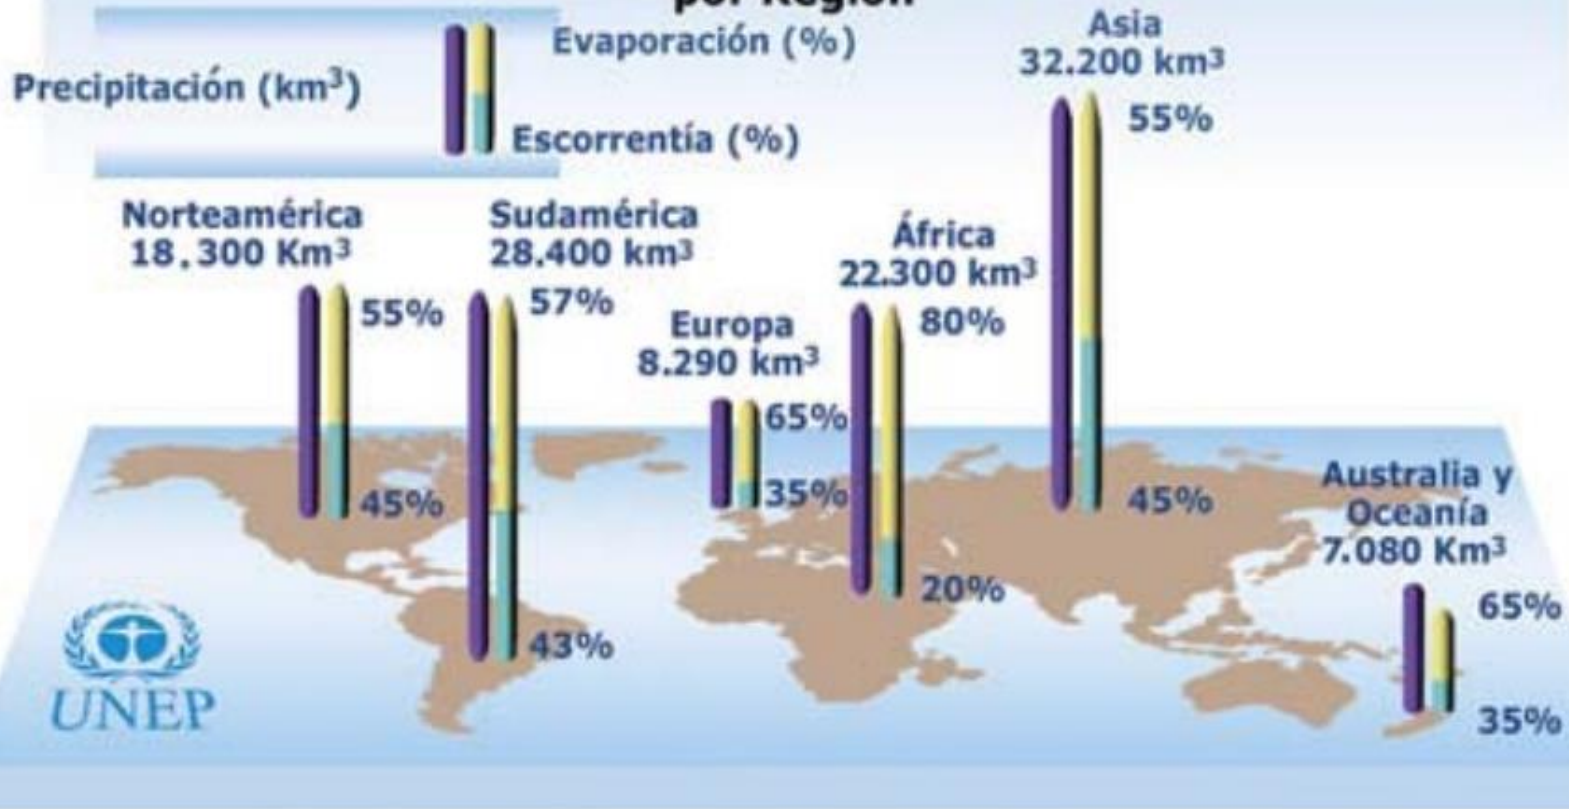 por Región
Evaporación (%)
Precipitación (km³)
Escorrentía (%)
Asia
32.200 km³
55%
45%
Norteamérica
18.300 Km³
55%
45%
Sudamérica
28.400 km³
57%
43%
Europa
8.290 km³
65%
35%
África
22.300 km³
80%
20%
Australia y
Oceanía
7.080 Km³
65%
35%
UNEP